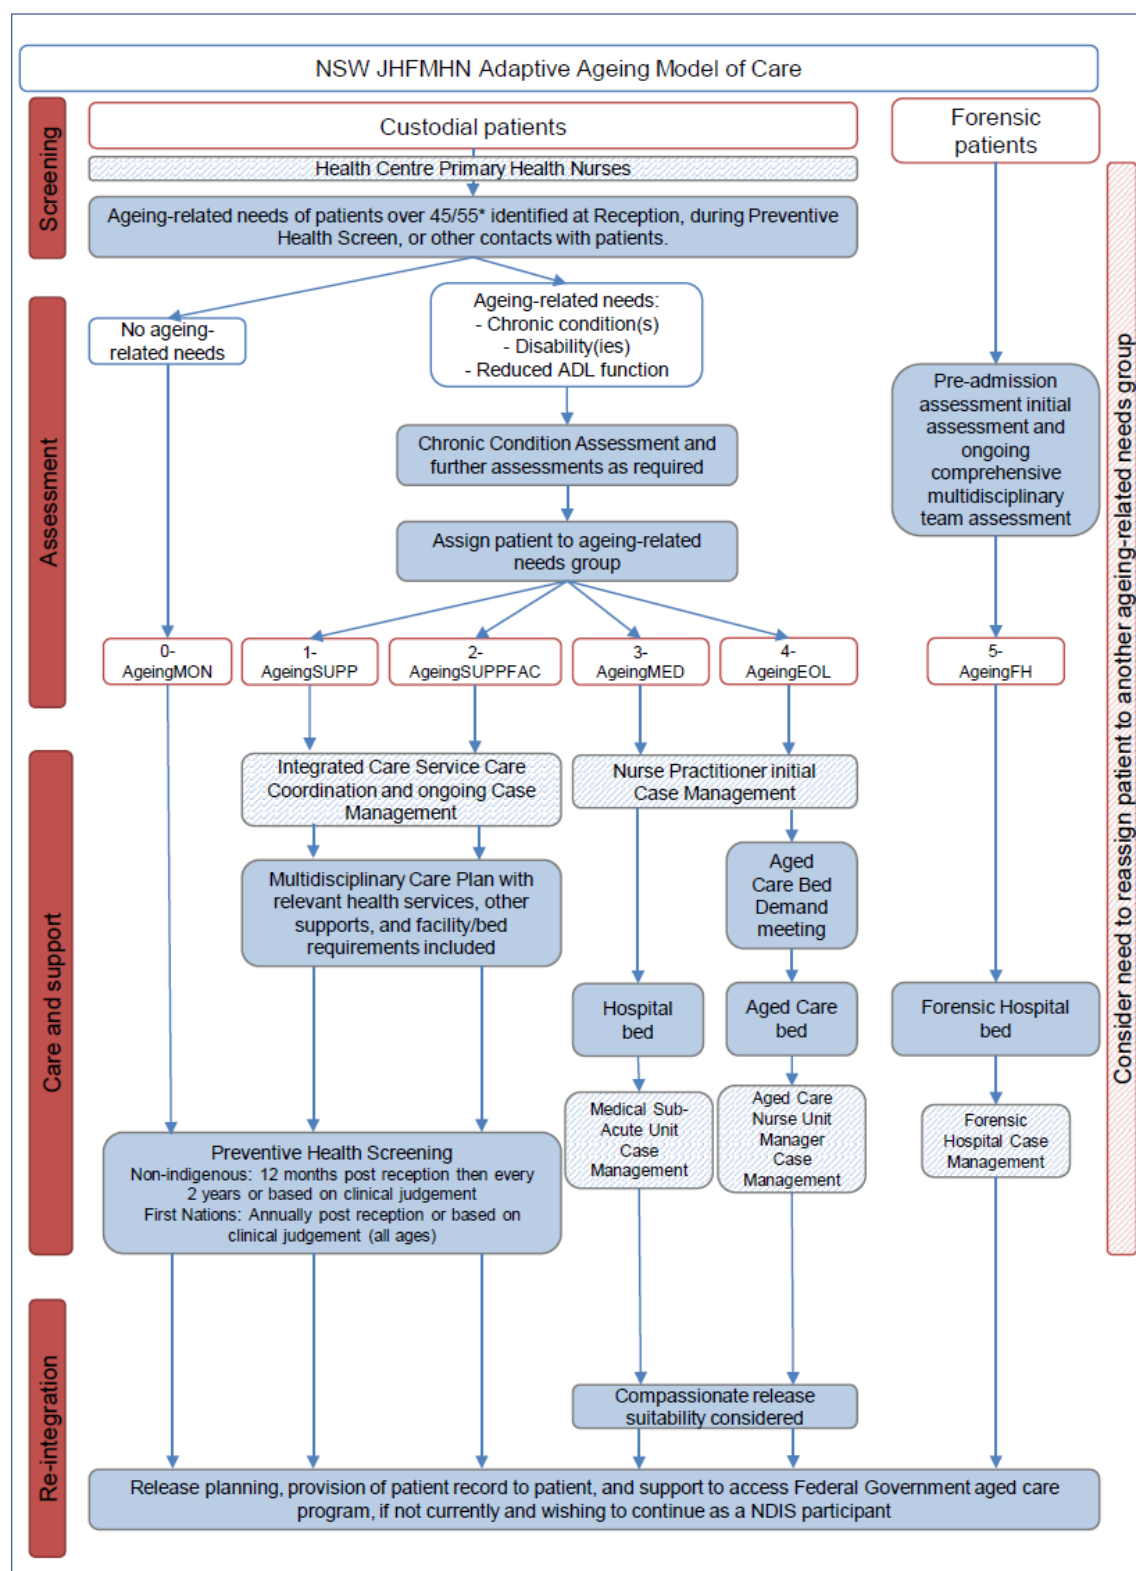 NSW JHFMHN Adaptive Ageing Model of Care
Screening
Custodial patients
Forensic
patients
Health Centre Primary Health Nurses
Ageing-related needs of patients over 45/55* identified at Reception, during Preventive
Health Screen, or other contacts with patients.
Assessment
No ageing-
related needs
Ageing-related needs:
- Chronic condition(s)
- Disability(ies)
- Reduced ADL function
Pre-admission
assessment initial
assessment and
ongoing
comprehensive
multidisciplinary
team assessment
Chronic Condition Assessment and
further assessments as required
Assign patient to ageing-related
needs group
0-
AgeingMON
1-
AgeingSUPP
2-
AgeingSUPPFAC
3-
AgeingMED
4-
AgeingEOL
5-
AgeingFH
Consider need to reassign patient to another ageing-related needs group
Care and support
Integrated Care Service Care
Coordination and ongoing Case
Management
Nurse Practitioner initial
Case Management
Multidisciplinary Care Plan with
relevant health services, other
supports, and facility/bed
requirements included
Aged
Care Bed
Demand
meeting
Hospital
bed
Aged Care
bed
Forensic Hospital
bed
Medical Sub-
Acute Unit
Case
Management
Aged Care
Nurse Unit
Manager
Case
Management
Forensic
Hospital Case
Management
Preventive Health Screening
Non-indigenous: 12 months post reception then every
2 years or based on clinical judgement
First Nations: Annually post reception or based on
clinical judgement (all ages)
Re-integration
Compassionate release
suitability considered
Release planning, provision of patient record to patient, and support to access Federal Government aged care
program, if not currently and wishing to continue as a NDIS participant